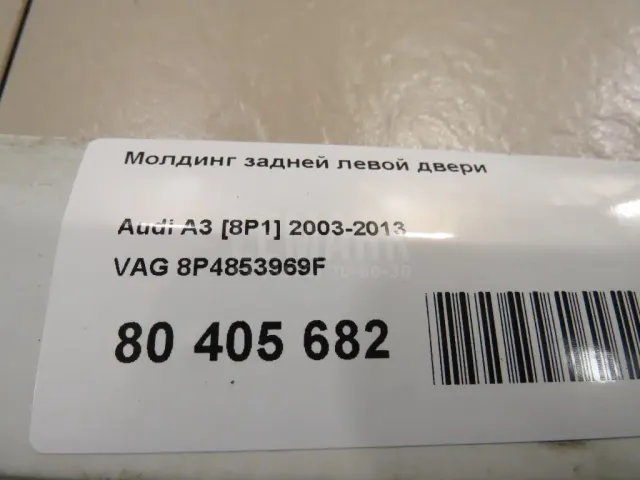 Молдинг задней левой двери
Audi A3 [8P1] 2003-2013
VAG 8P4853969F
80 405 682